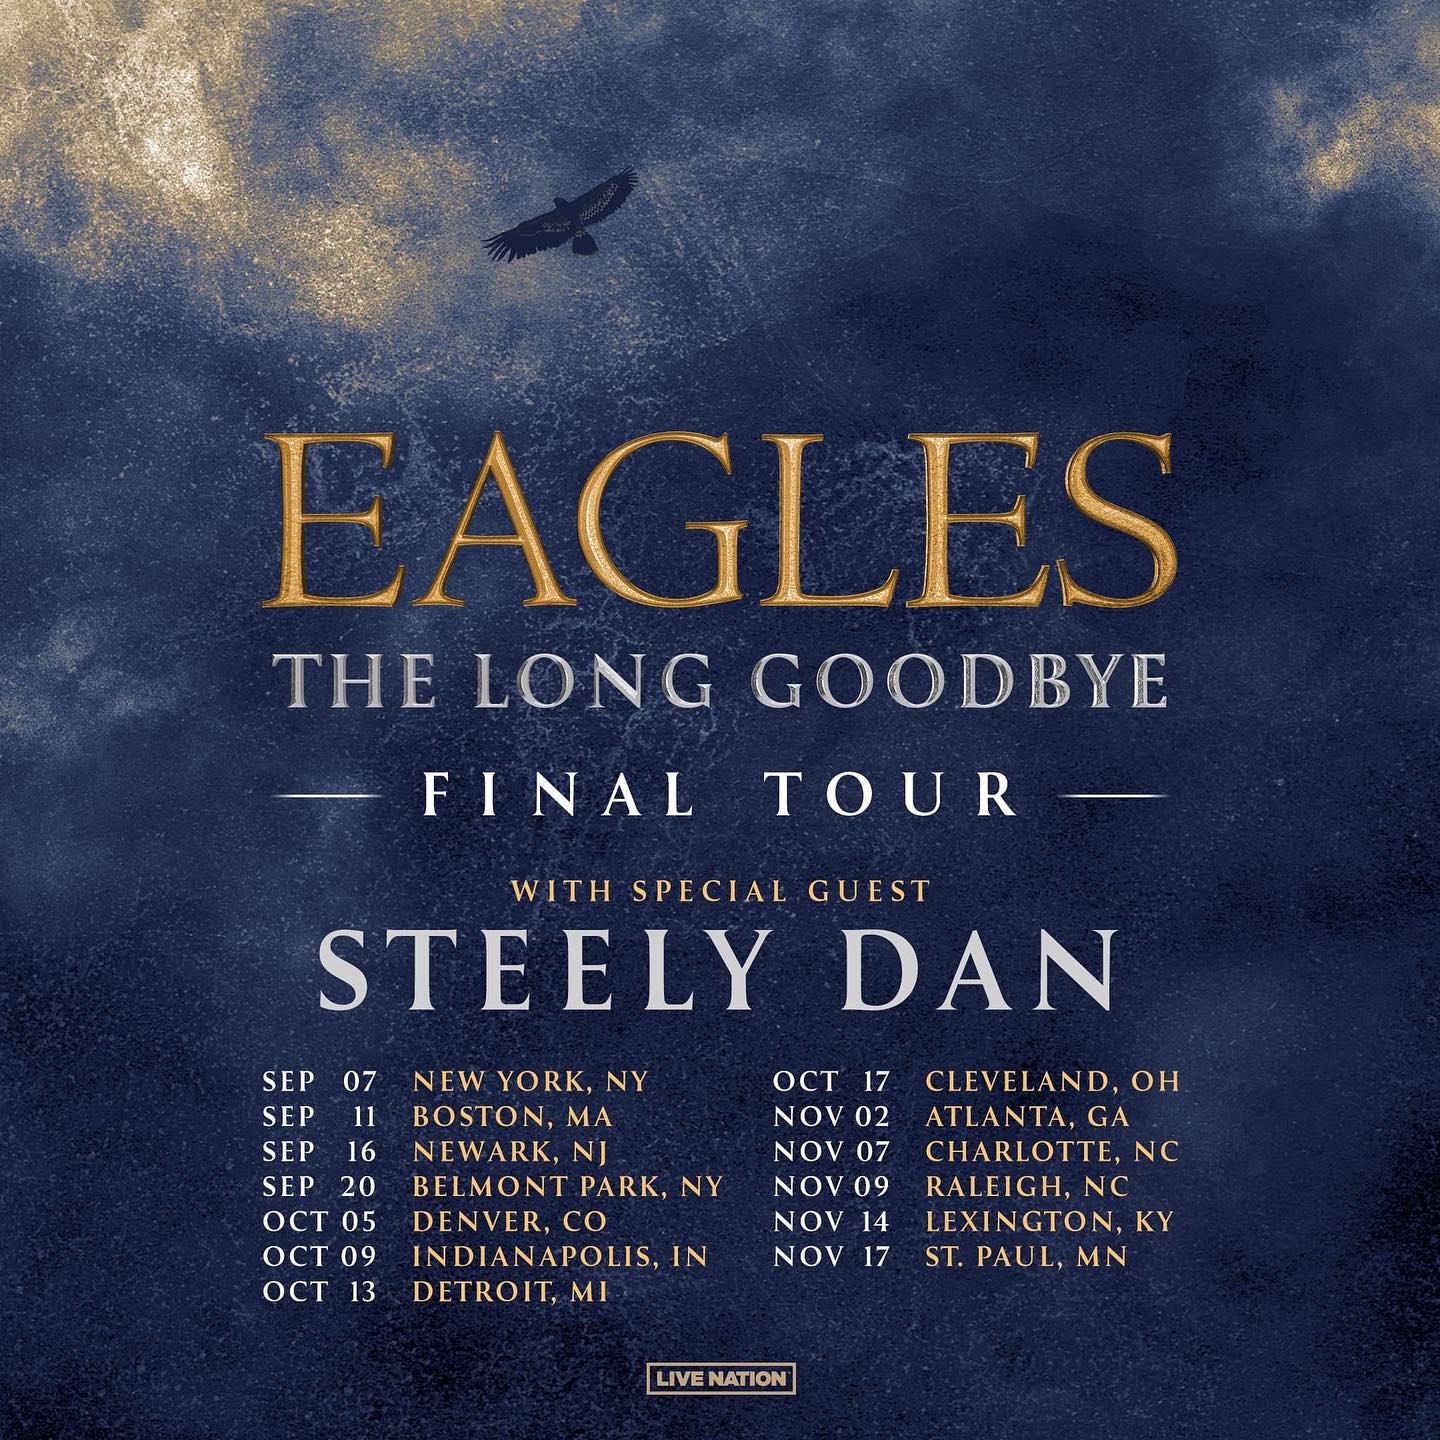 EAGLES
THE LONG GOODBYE
FINAL TOUR
WITH SPECIAL GUEST
STEELY DAN
SEP 07 NEW YORK, NY
SEP 11 BOSTON, MA
SEP 16 NEWARK, NJ
SEP 20 BELMONT PARK, NY
OCT 05 DENVER, CO
OCT 09 INDIANAPOLIS, IN
OCT 13 DETROIT, MI
OCT 17 CLEVELAND, OH
NOV 02 ATLANTA, GA
NOV 07 CHARLOTTE, NC
NOV 09 RALEIGH, NC
NOV 14 LEXINGTON, KY
NOV 17 ST. PAUL, MN
LIVE NATION